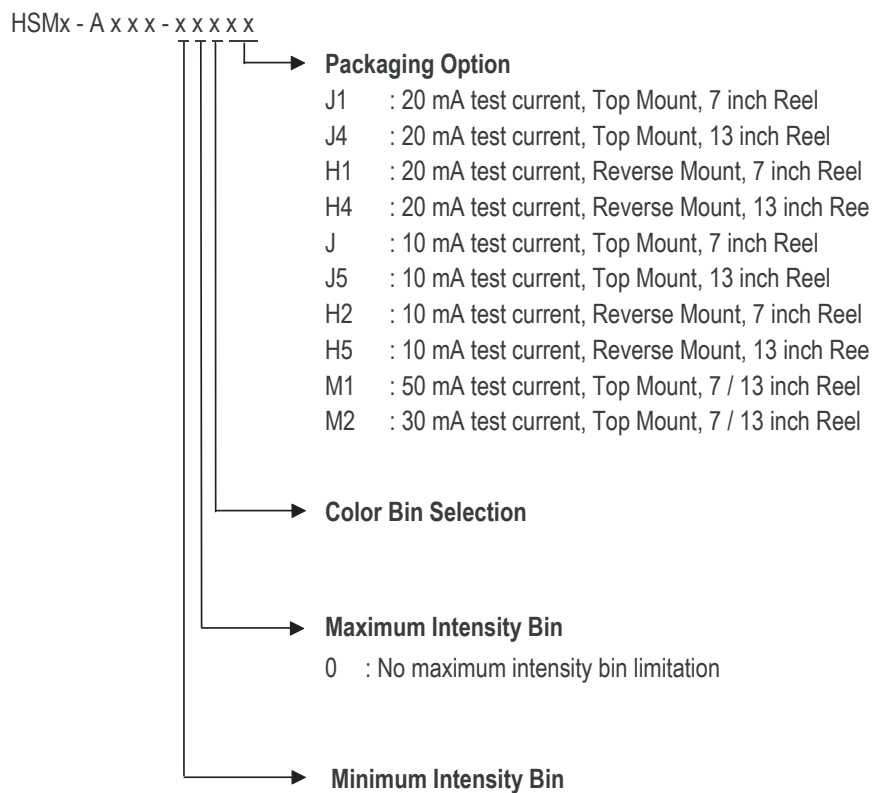 HSMx - A x x x - x x x x x
Packaging Option
J1 : 20 mA test current, Top Mount, 7 inch Reel
J4 : 20 mA test current, Top Mount, 13 inch Reel
H1 : 20 mA test current, Reverse Mount, 7 inch Reel
H4 : 20 mA test current, Reverse Mount, 13 inch Ree
J : 10 mA test current, Top Mount, 7 inch Reel
J5 : 10 mA test current, Top Mount, 13 inch Reel
H2 : 10 mA test current, Reverse Mount, 7 inch Reel
H5 : 10 mA test current, Reverse Mount, 13 inch Ree
M1 : 50 mA test current, Top Mount, 7 / 13 inch Reel
M2 : 30 mA test current, Top Mount, 7 / 13 inch Reel
Color Bin Selection
Maximum Intensity Bin
0 : No maximum intensity bin limitation
Minimum Intensity Bin